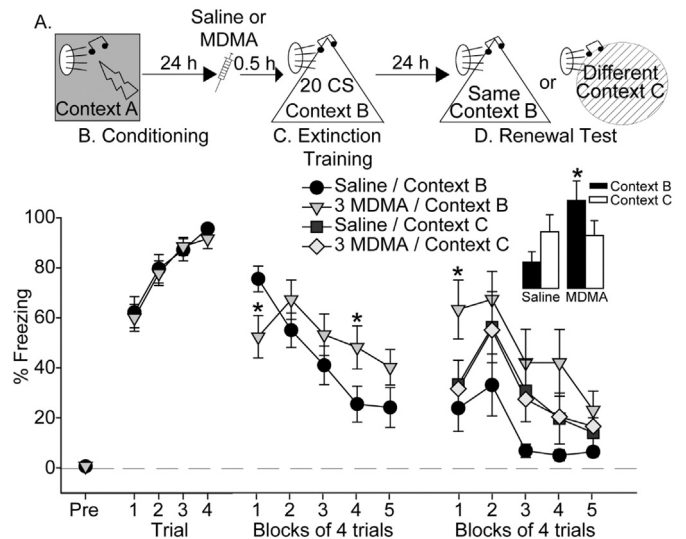 A.
Saline or
MDMA
24 h
0.5 h
24 h
Context A
20 CS
Context B
Same
Context B
or
Different
Context C
B. Conditioning
C. Extinction
Training
D. Renewal Test
Saline / Context B
3 MDMA / Context B
Saline / Context C
3 MDMA / Context C
*
Context B
Context C
Saline
MDMA
% Freezing
100
80
60
40
20
0
*
*
*
Pre
1 2 3 4
Trial
1 2 3 4 5
Blocks of 4 trials
1 2 3 4 5
Blocks of 4 trials